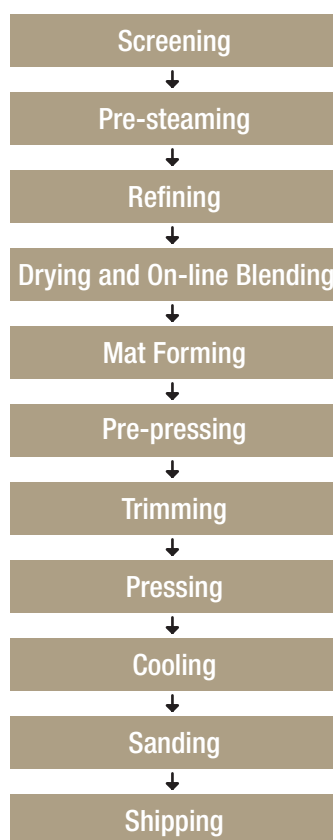 Screening
Pre-steaming
Refining
Drying and On-line Blending
Mat Forming
Pre-pressing
Trimming
Pressing
Cooling
Sanding
Shipping